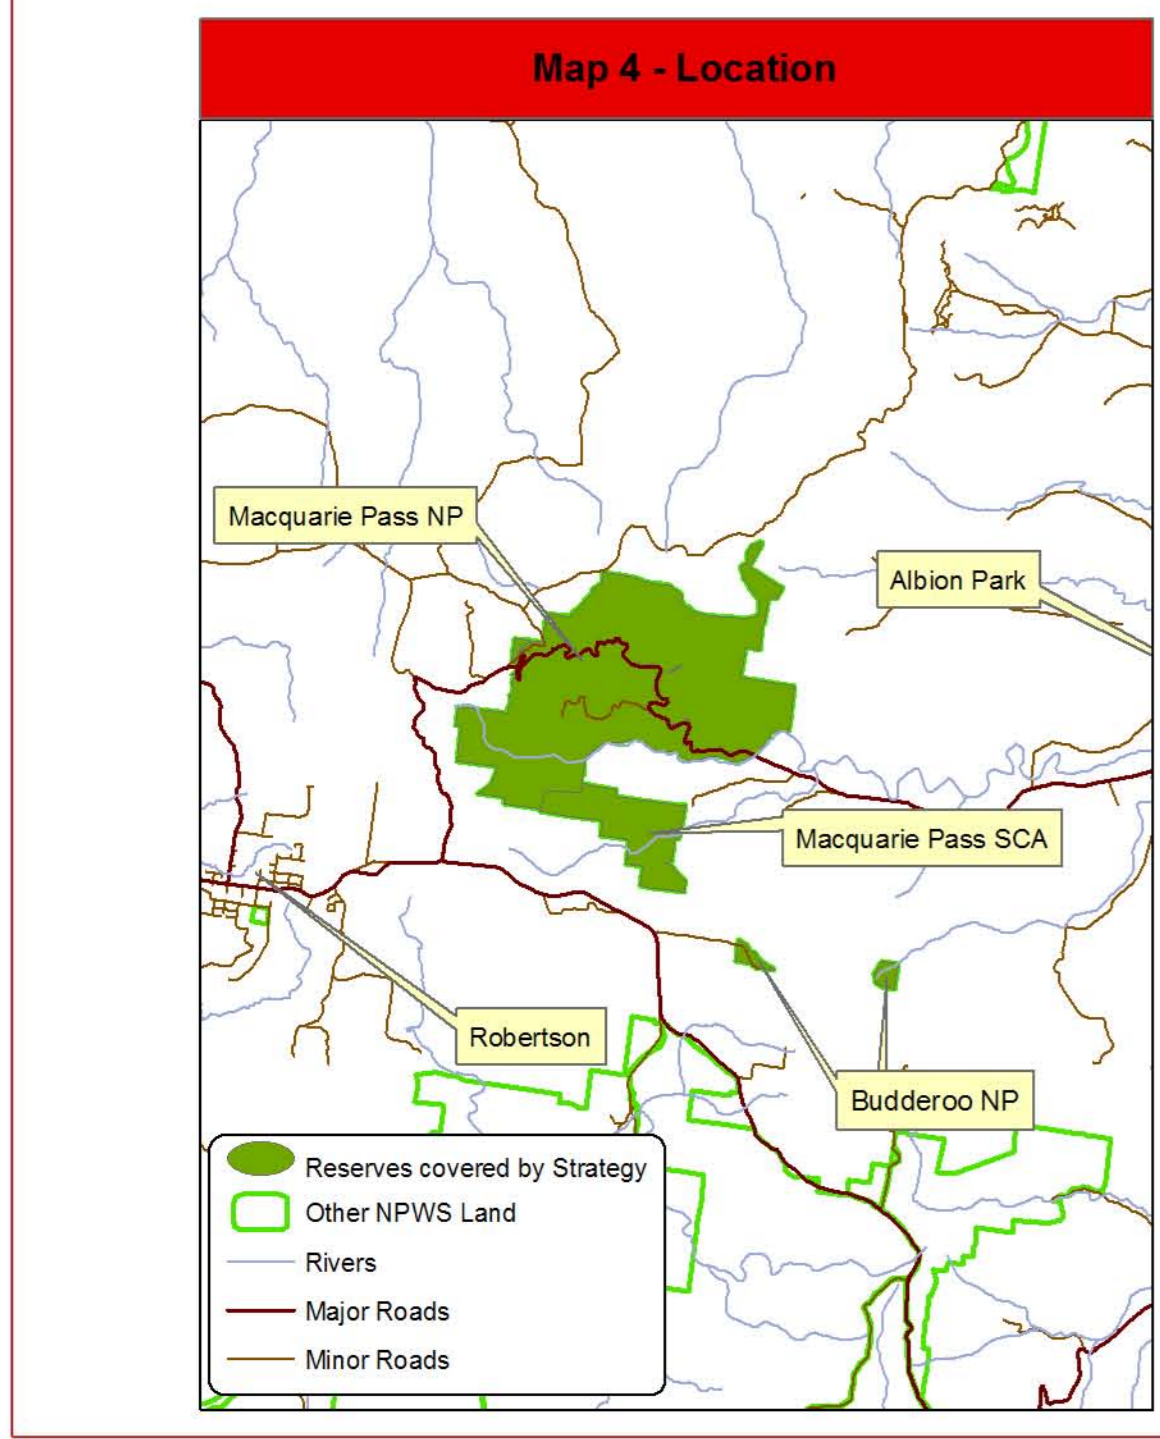 Map 4 - Location
Macquarie Pass NP
Albion Park
Macquarie Pass SCA
Robertson
Budderoo NP
Reserves covered by Strategy
Other NPWS Land
Rivers
Major Roads
Minor Roads